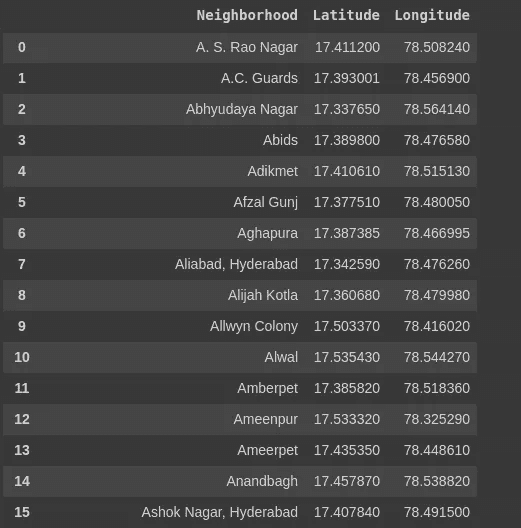 Neighborhood Latitude Longitude
0 A. S. Rao Nagar 17.411200 78.508240
1 A.C. Guards 17.393001 78.456900
2 Abhyudaya Nagar 17.337650 78.564140
3 Abids 17.389800 78.476580
4 Adikmet 17.410610 78.515130
5 Afzal Gunj 17.377510 78.480050
6 Aghapura 17.387385 78.466995
7 Aliabad, Hyderabad 17.342590 78.476260
8 Alijah Kotla 17.360680 78.479980
9 Allwyn Colony 17.503370 78.416020
10 Alwal 17.535430 78.544270
11 Amberpet 17.385820 78.518360
12 Ameenpur 17.533320 78.325290
13 Ameerpet 17.435350 78.448610
14 Anandbagh 17.457870 78.538820
15 Ashok Nagar, Hyderabad 17.407840 78.491500